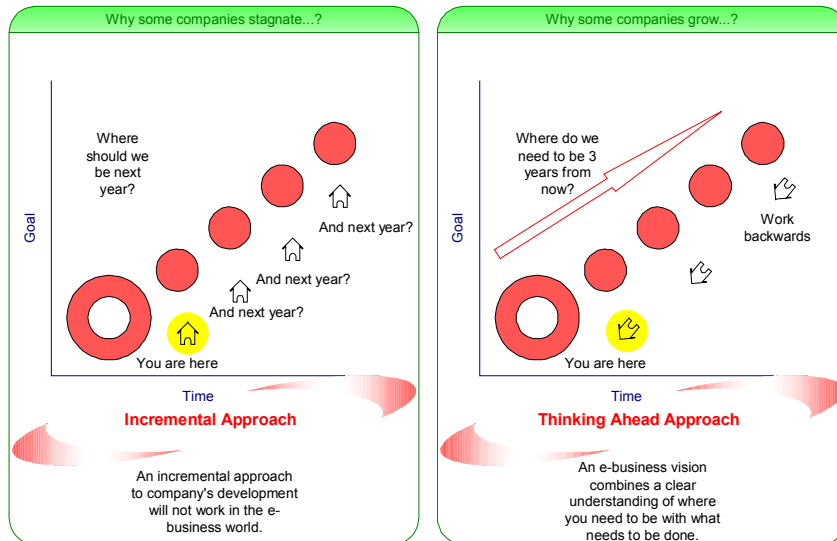 Why some companies stagnate...?
Where
should we
be next
year?
And next year?
And next year?
And next year?
You are here
Goal
Time
Incremental Approach
An incremental approach
to company's development
will not work in the e-
business world.
Why some companies grow...?
Where do we
need to be 3
years from
now?
Work
backwards
You are here
Goal
Time
Thinking Ahead Approach
An e-business vision
combines a clear
understanding of where
you need to be with what
needs to be done.